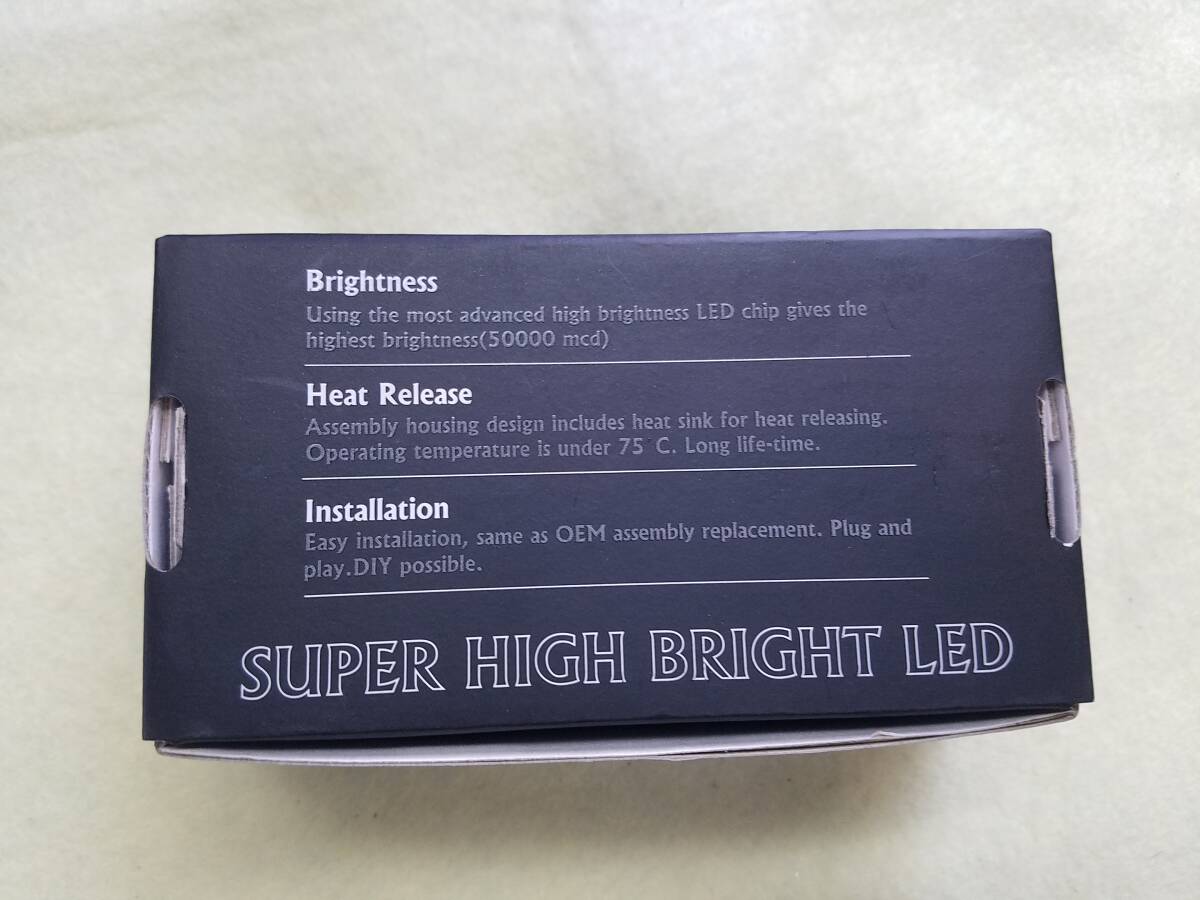 Brightness
Using the most advanced high brightness LED chip gives the
highest brightness(50000 mcd)
Heat Release
Assembly housing design includes heat sink for heat releasing.
Operating temperature is under 75°C. Long life-time.
Installation
Easy installation, same as OEM assembly replacement. Plug and
play.DIY possible.
SUPER HIGH BRIGHT LED